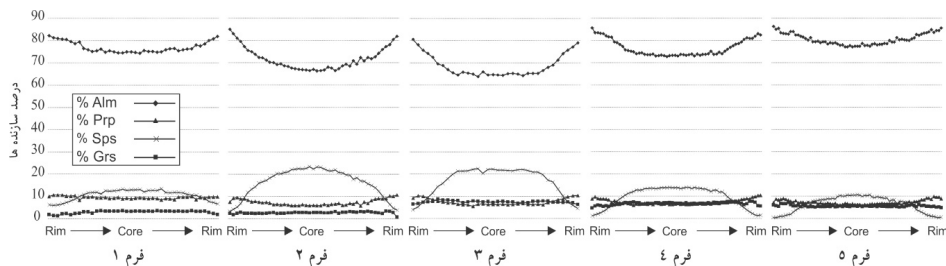 90
80
70
60
50
40
30
20
10
0
درصد سازنده ها
% Alm
% Prp
% Sps
% Grs
Rim Core Rim Rim Core Rim Rim Core Rim Rim Core Rim Rim Core Rim
فرم ۱ فرم ۲ فرم ۳ فرم ٤ فرم ٥